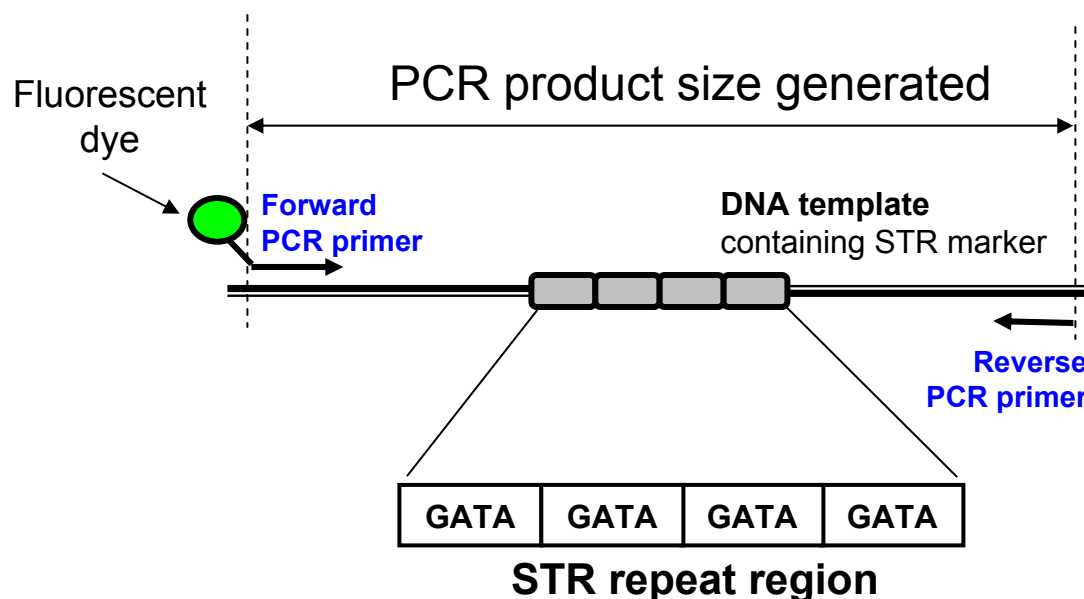 PCR product size generated
Fluorescent
dye
Forward
PCR primer
DNA template
containing STR marker
Reverse
PCR primer
GATA GATA GATA GATA
STR repeat region